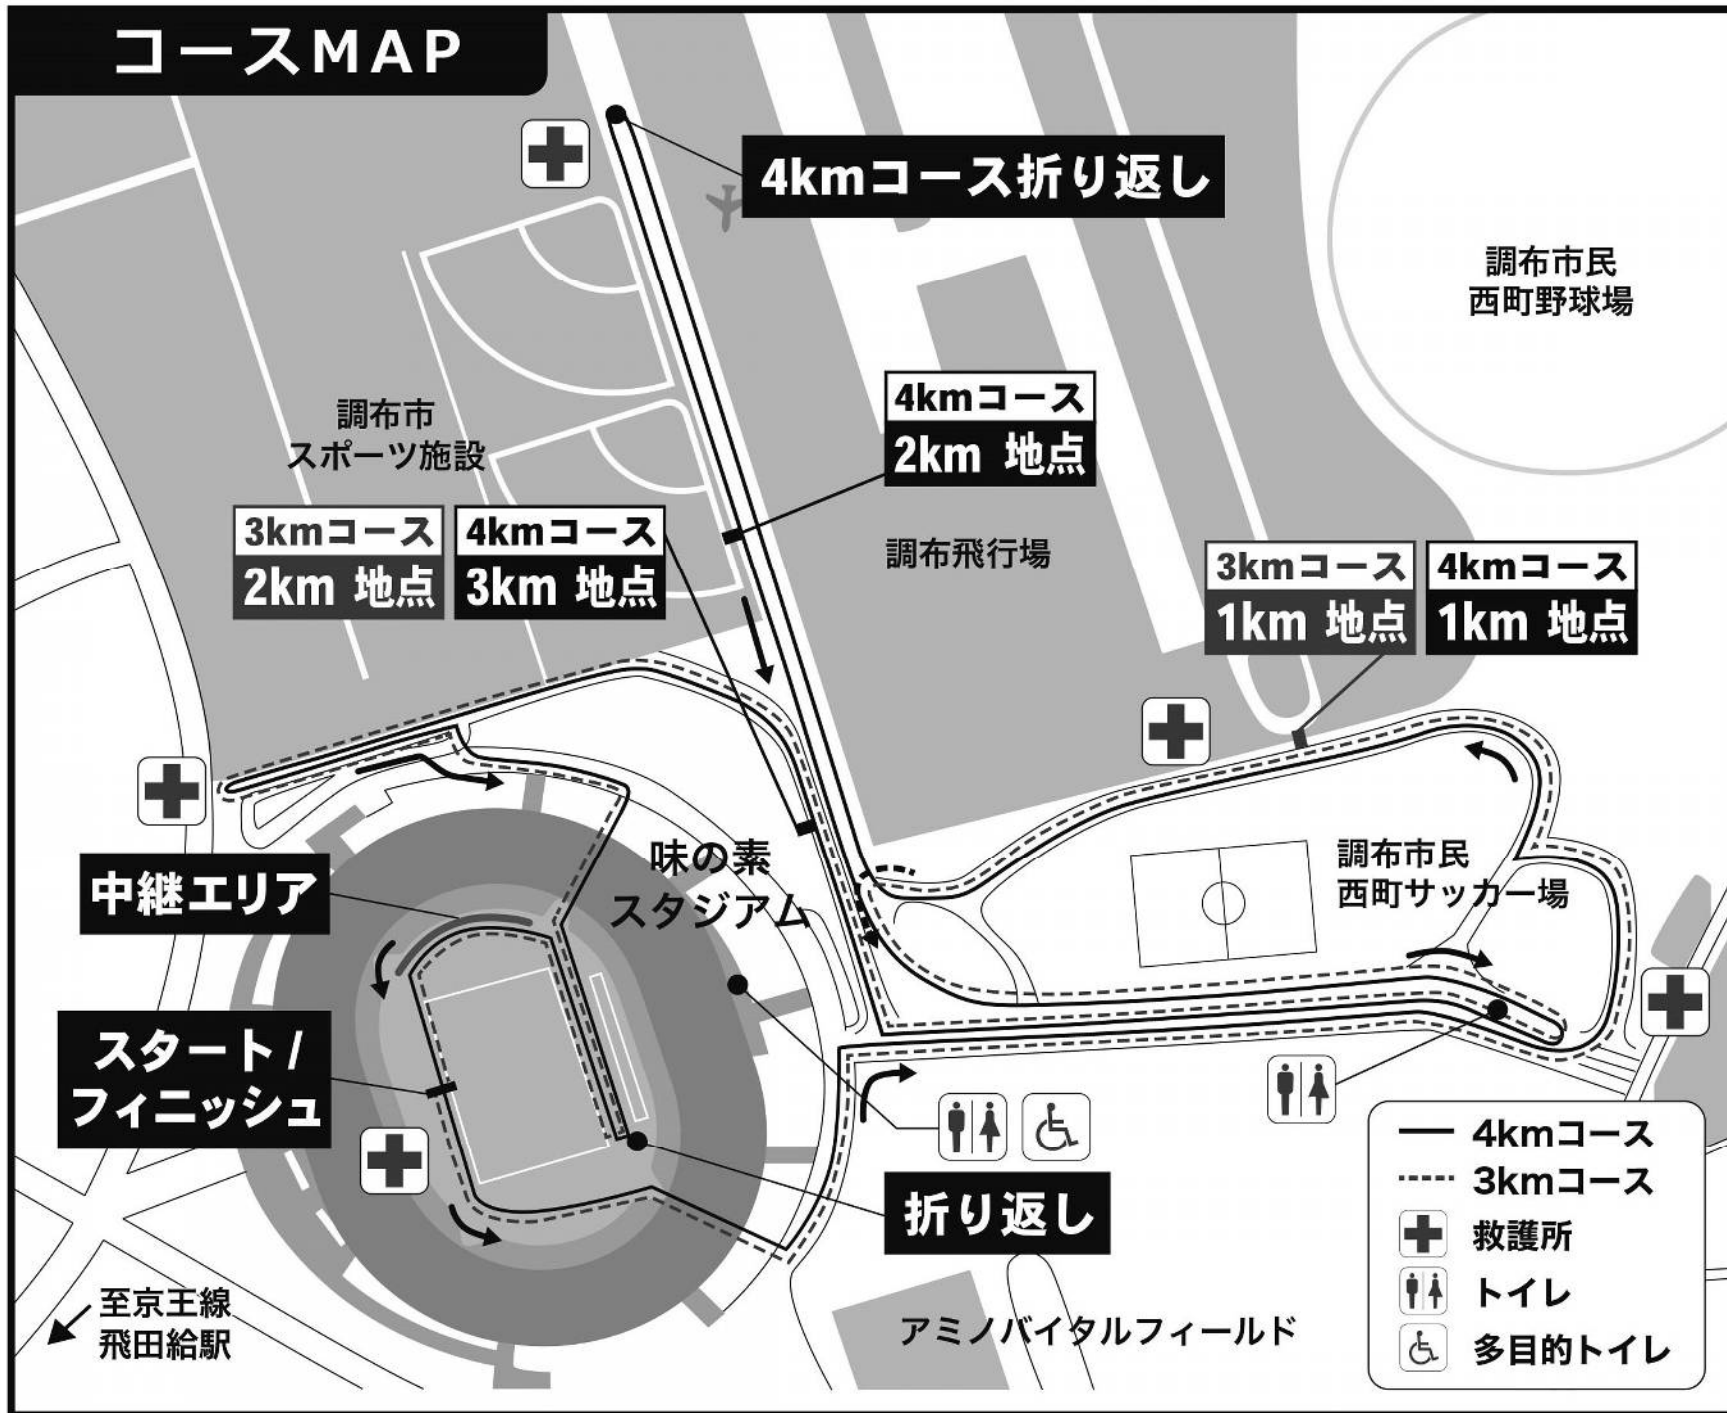 コースMAP
4kmコース折り返し
調布市民
西町野球場
4kmコース
2km 地点
調布市
スポーツ施設
3kmコース
2km 地点
4kmコース
3km 地点
調布飛行場
3kmコース
1km 地点
4kmコース
1km 地点
味の素
スタジアム
調布市民
西町サッカー場
中継エリア
スタート/
フィニッシュ
折り返し
至京王線
飛田給駅
アミノバイタルフィールド
4kmコース
3kmコース
救護所
トイレ
多目的トイレ